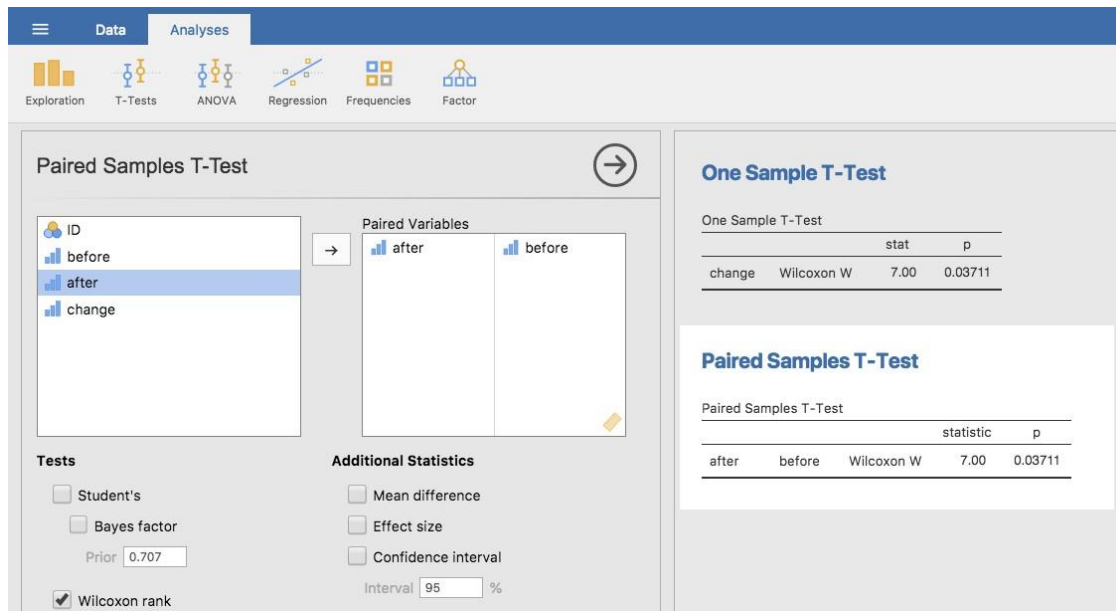 Data Analyses
Exploration T-Tests ANOVA Regression Frequencies Factor
Paired Samples T-Test
ID
before
after
change
Paired Variables
after before
Tests
Student's
Bayes factor
Prior 0.707
Wilcoxon rank
Additional Statistics
Mean difference
Effect size
Confidence interval
Interval 95 %
One Sample T-Test
One Sample T-Test
stat p
change Wilcoxon W 7.00 0.03711
Paired Samples T-Test
Paired Samples T-Test
statistic p
after before Wilcoxon W 7.00 0.03711